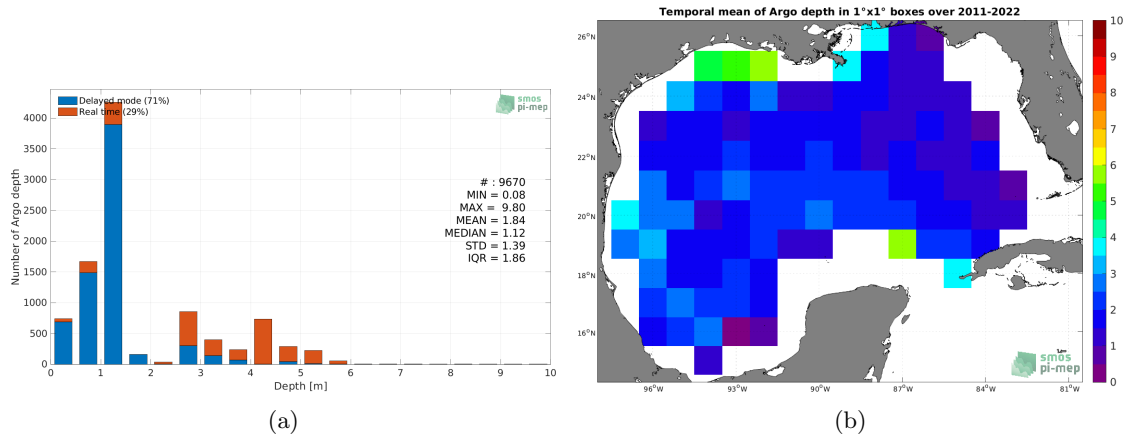 Delayed mode (71%)
Real time (29%)
smos
pi-mep
Number of Argo depth
4000
3500
3000
2500
2000
1500
1000
500
0
# : 9670
MIN = 0.08
MAX = 9.80
MEAN = 1.84
MEDIAN = 1.12
STD = 1.39
IQR = 1.86
0 1 2 3 4 5 6 7 8 9 10
Depth [m]
(a)
Temporal mean of Argo depth in 1°x1° boxes over 2011-2022
26°N
24°N
22°N
20°N
18°N
16°N
96°W 93°W 90°W 87°W 84°W
smos
pi-mep
10
9
8
7
6
5
4
3
2
1
0
(b)